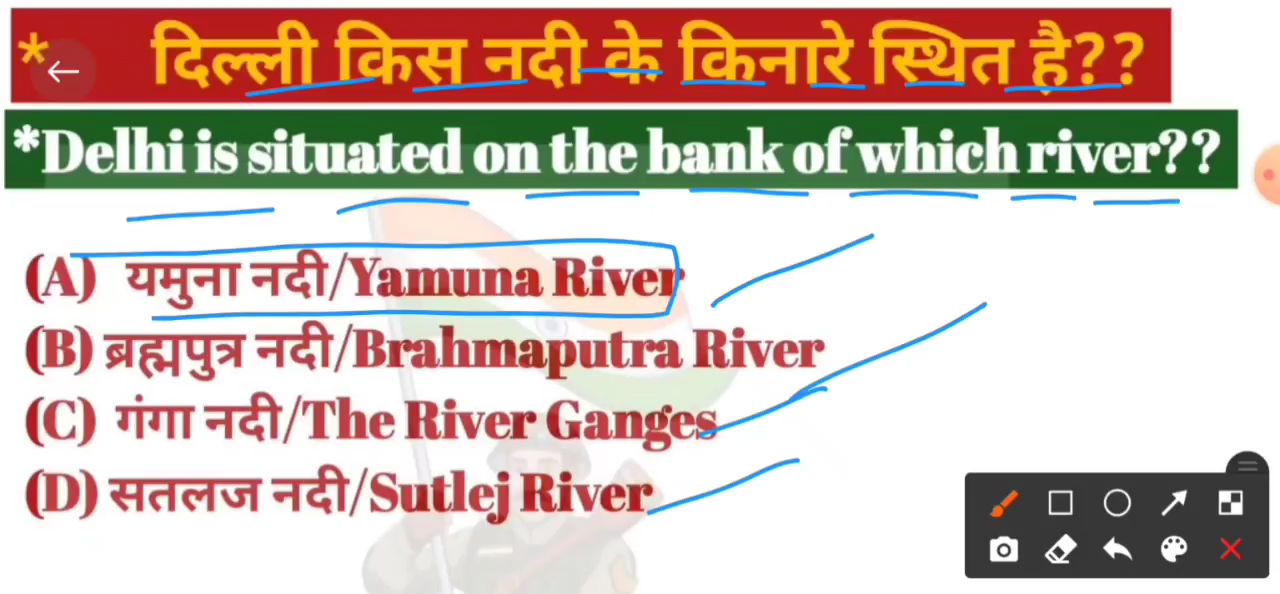 * दिल्ली किस नदी के किनारे स्थित है??
*Delhi is situated on the bank of which river??
(A) यमुना नदी/Yamuna River
(B) ब्रह्मपुत्र नदी/Brahmaputra River
(C) गंगा नदी/The River Ganges
(D) सतलज नदी/Sutlej River